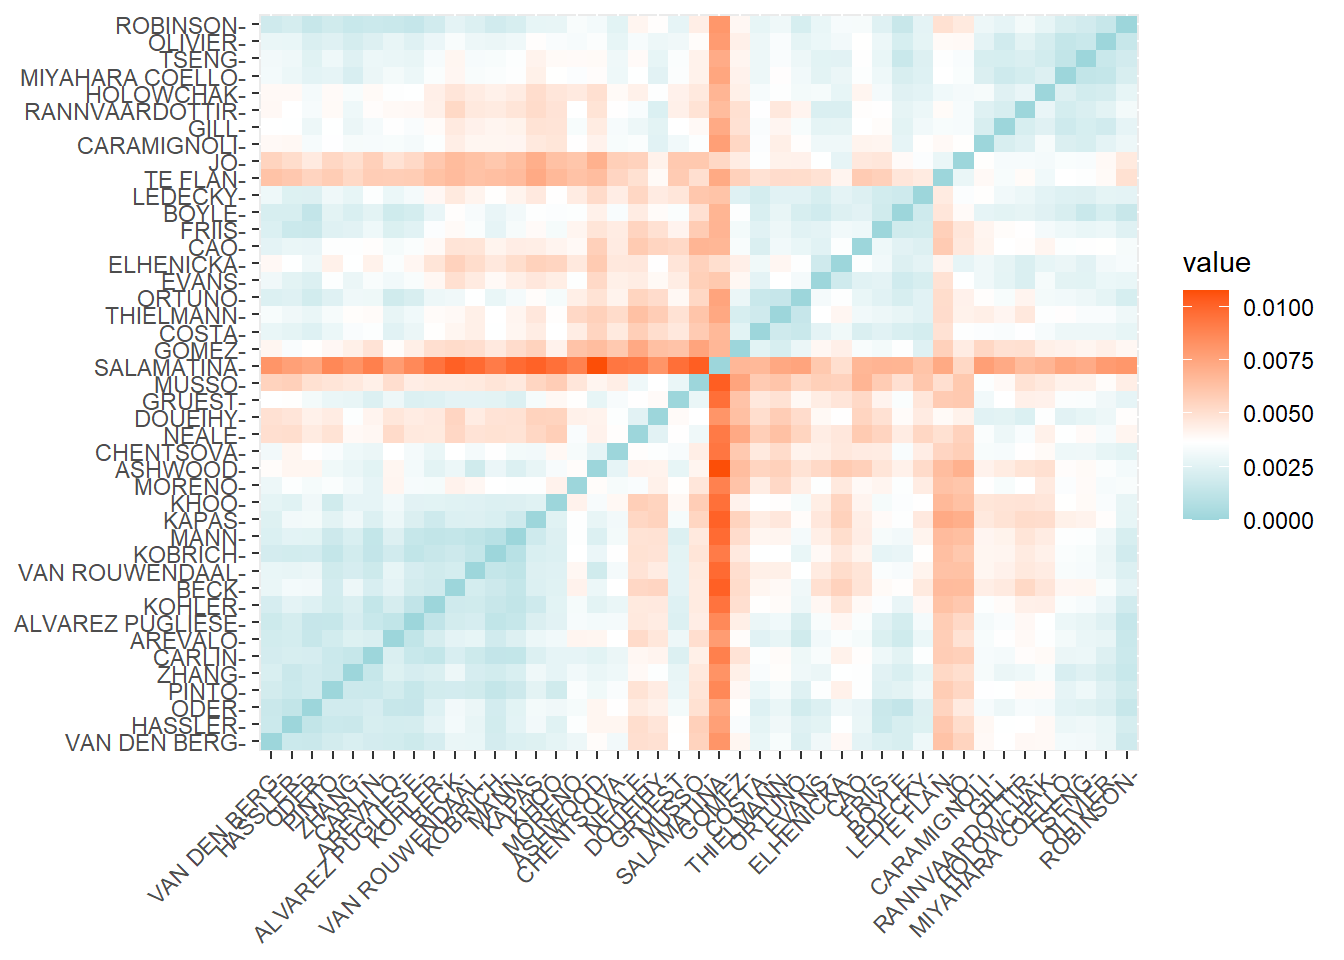 ROBINSON-
OLIVIER-
TSENG-
MIYAHARA COELLO-
HOLOWCHAK-
RANNVAARDOTTIR-
GILL-
CARAMIGNOLI-
JO-
TE FLAN-
LEDECKY-
BOYLE-
FRIIS-
CAO-
ELHENICKA-
EVANS-
ORTUNO-
THIELMANN-
COSTA-
GOMEZ-
SALAMATINA-
MUSSO-
GRUEST-
DOUEIHY-
NEALE-
CHENTSOVA-
ASHWOOD-
MORENO-
KHOO-
KAPAS-
MANN-
KOBRICH-
VAN ROUWENDAAL-
BECK-
KOHLER-
ALVAREZ PUGLIESE-
AREVALO-
CARLIN-
ZHANG-
PINTO-
ODER-
HASSLER-
VAN DEN BERG-
VAN DEN BERG-
HASSLER-
ODER-
PINTO-
ZHANG-
CARLIN-
AREVALO-
ALVAREZ PUGLIESE-
KOHLER-
BECK-
VAN ROUWENDAAL-
KOBRICH-
MANN-
KAPAS-
KHOO-
MORENO-
ASHWOOD-
CHENTSOVA-
NEALE-
DOUEIHY-
GRUEST-
MUSSO-
SALAMATINA-
GOMEZ-
COSTA-
THIELMANN-
ORTUNO-
EVANS-
ELHENICKA-
CAO-
FRIIS-
BOYLE-
LEDECKY-
TE FLAN-
JO-
CARAMIGNOLI-
GILL-
RANNVAARDOTTIR-
HOLOWCHAK-
MIYAHARA COELLO-
TSENG-
OLIVIER-
ROBINSON-
value
0.0100
0.0075
0.0050
0.0025
0.0000